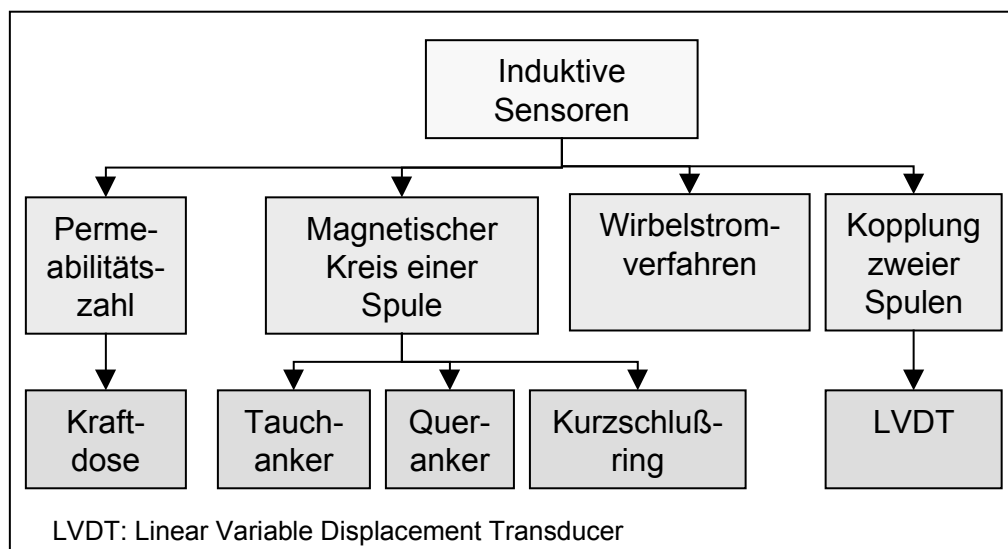 Induktive
Sensoren
Perme-
abilitäts-
zahl
Magnetischer
Kreis einer
Spule
Wirbelstrom-
verfahren
Kopplung
zweier
Spulen
Kraft-
dose
Tauch-
anker
Quer-
anker
Kurzschluß-
ring
LVDT
LVDT: Linear Variable Displacement Transducer